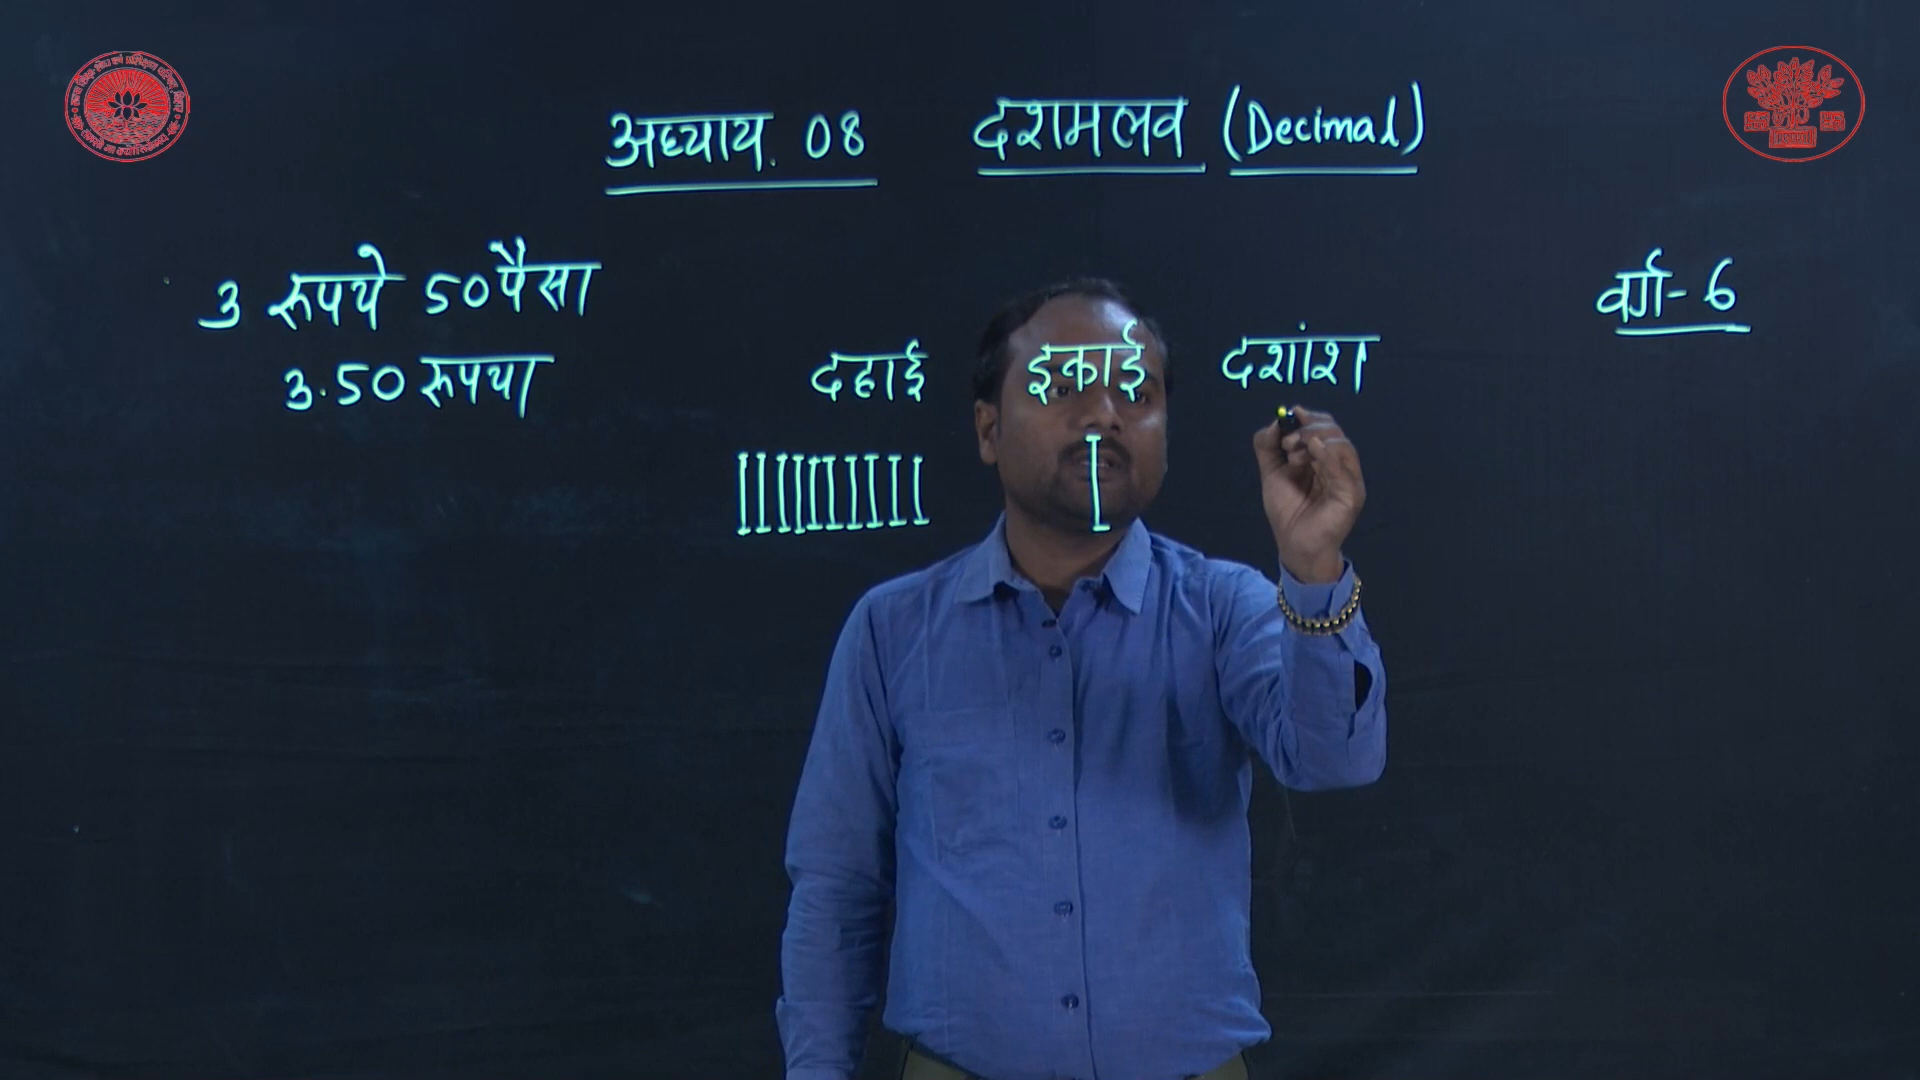 अध्याय. 08 दशमलव (Decimal)
3 रूपये 50 पैसा
वर्ग-6
3.50 रूपया
दहाई इकाई दशांश